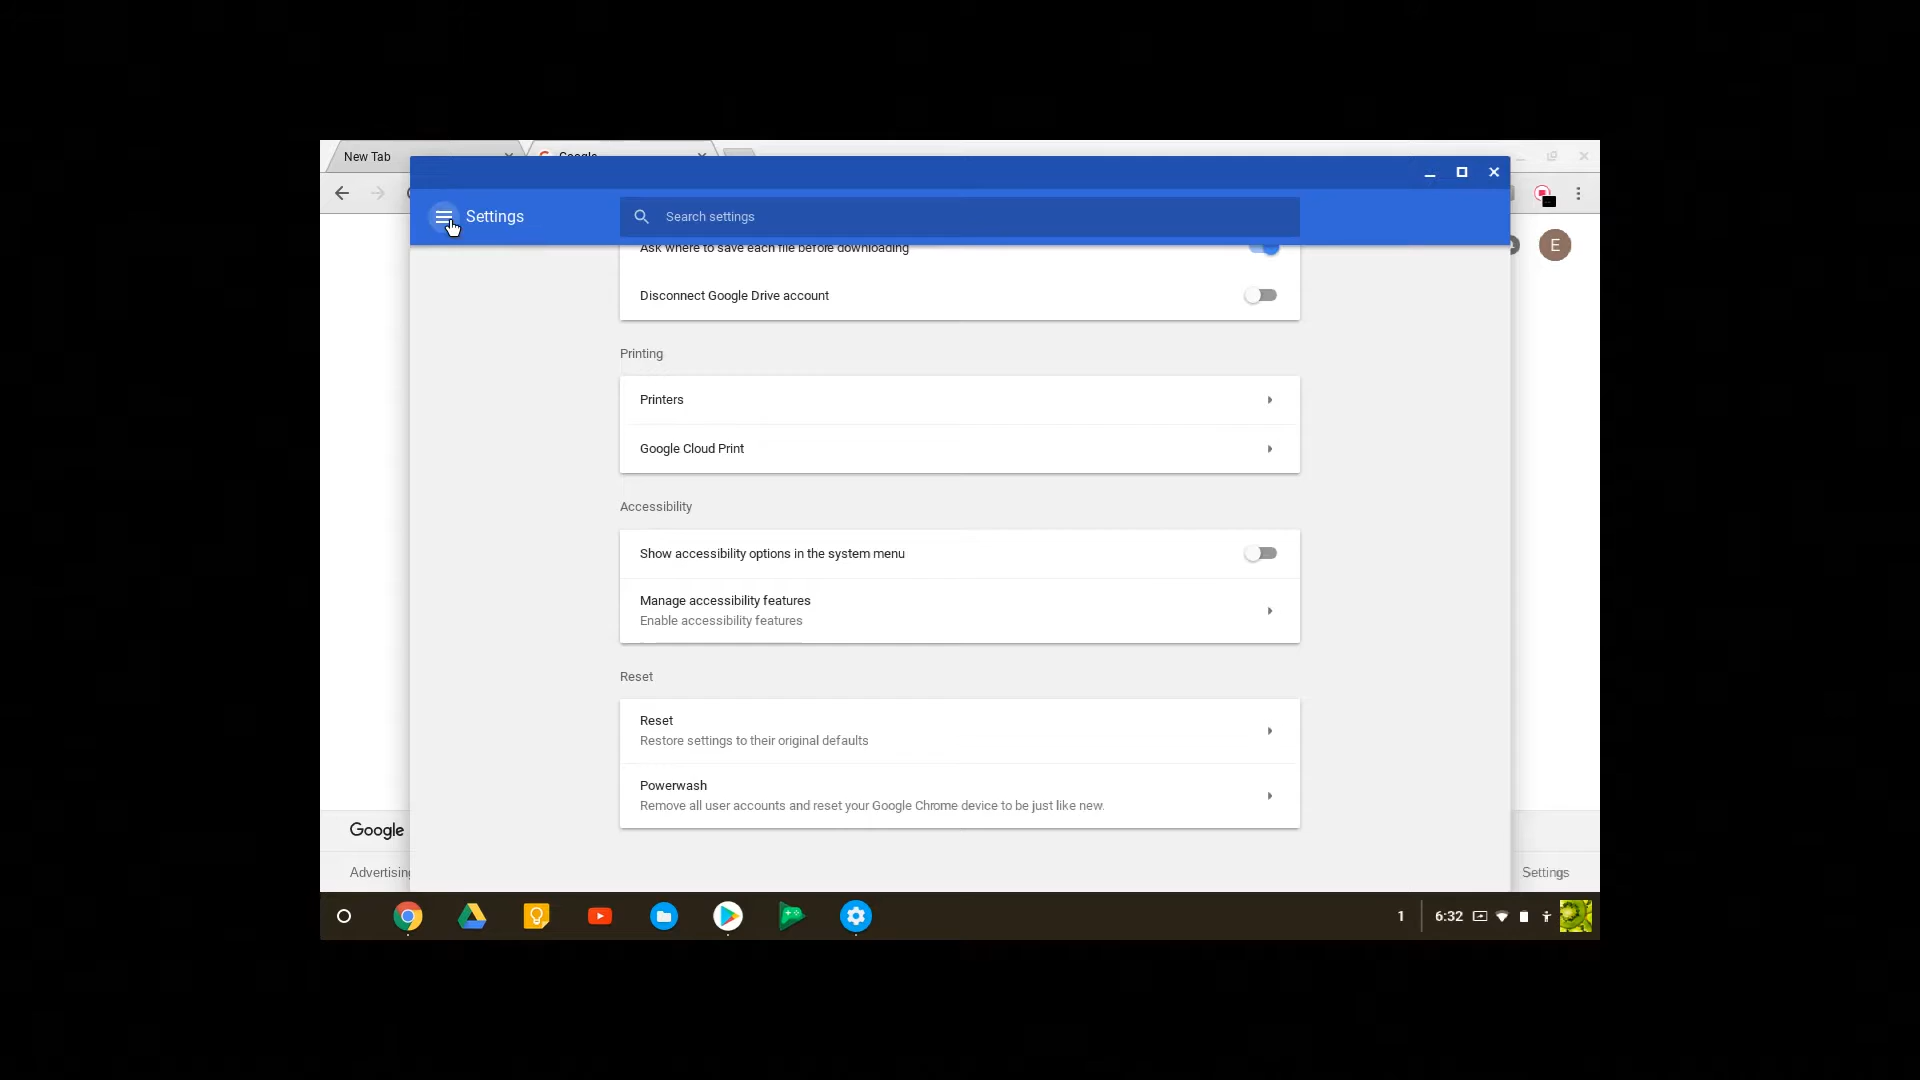 New Tab
Google
Settings
Search settings
Ask where to save each file before downloading
Disconnect Google Drive account
E
Printing
Printers
Google Cloud Print
Accessibility
Show accessibility options in the system menu
Manage accessibility features
Enable accessibility features
Reset
Reset
Restore settings to their original defaults
Powerwash
Remove all user accounts and reset your Google Chrome device to be just like new.
Google
Advertising
Settings
1
6:32